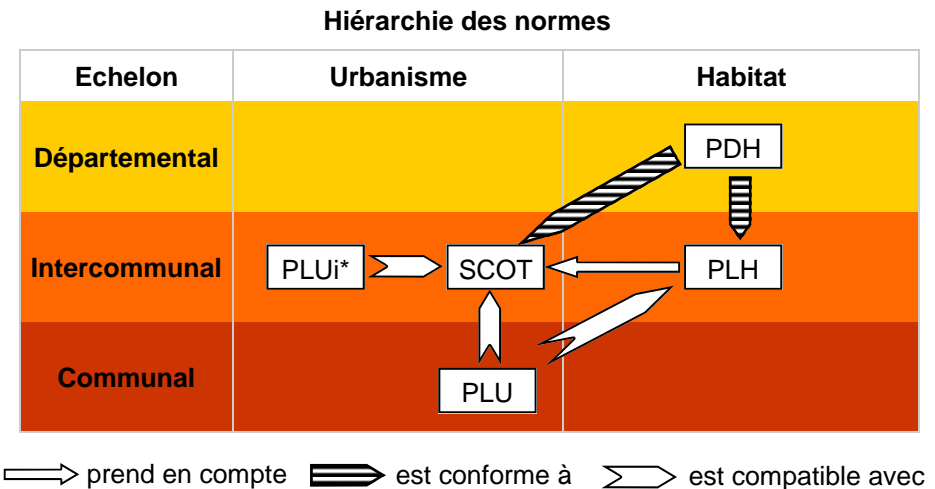 Hiérarchie des normes
Echelon Urbanisme Habitat
Départemental PDH
Intercommunal PLUi* SCOT PLH
Communal PLU
prend en compte est conforme à est compatible avec